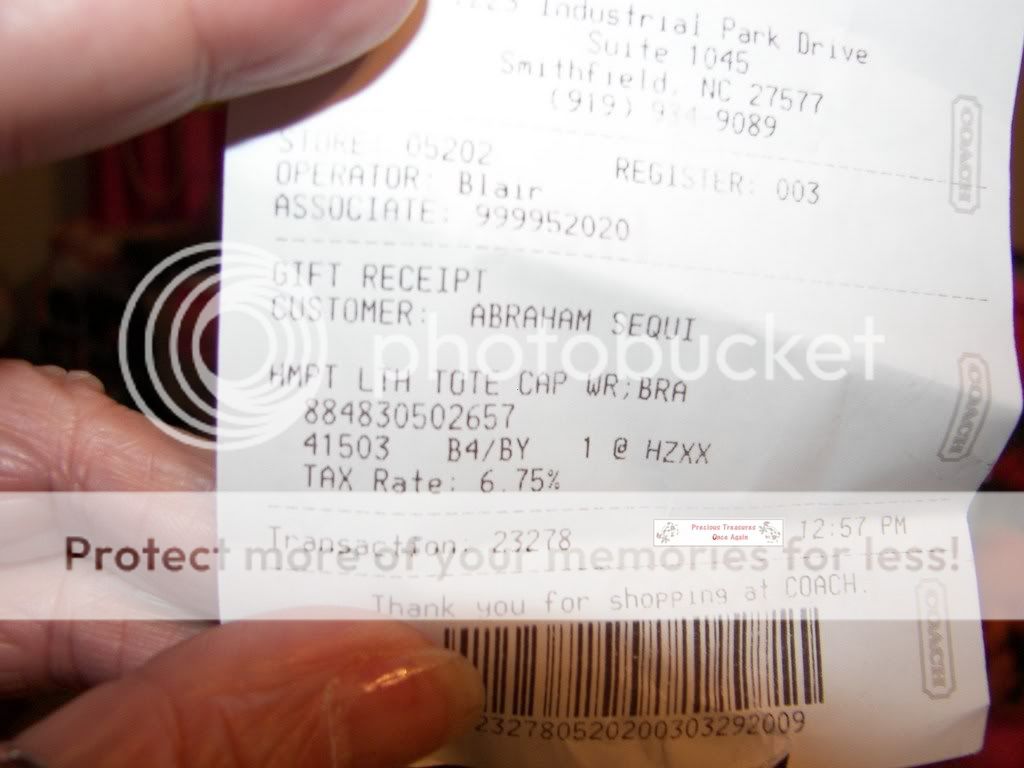 Industrial Park Drive
Suite 1045
Smithfield, NC 27577
(919) 934 9089
STORE: 05202 REGISTER: 003
OPERATOR: Blair
ASSOCIATE: 999952020
GIFT RECEIPT
CUSTOMER: ABRAHAM SEQUI
HMPT LTH TOTE CAP WR;BRA
884830502657
41503 B4/BY 1 @ HZXX
TAX Rate: 6.75%
Transaction: 23278 12:57 PM
Precious Treasures
Once Again
Thank you for shopping at COACH.
232780520200303292009
COACH
COACH
COACH
photobucket
Protect more of your memories for less!